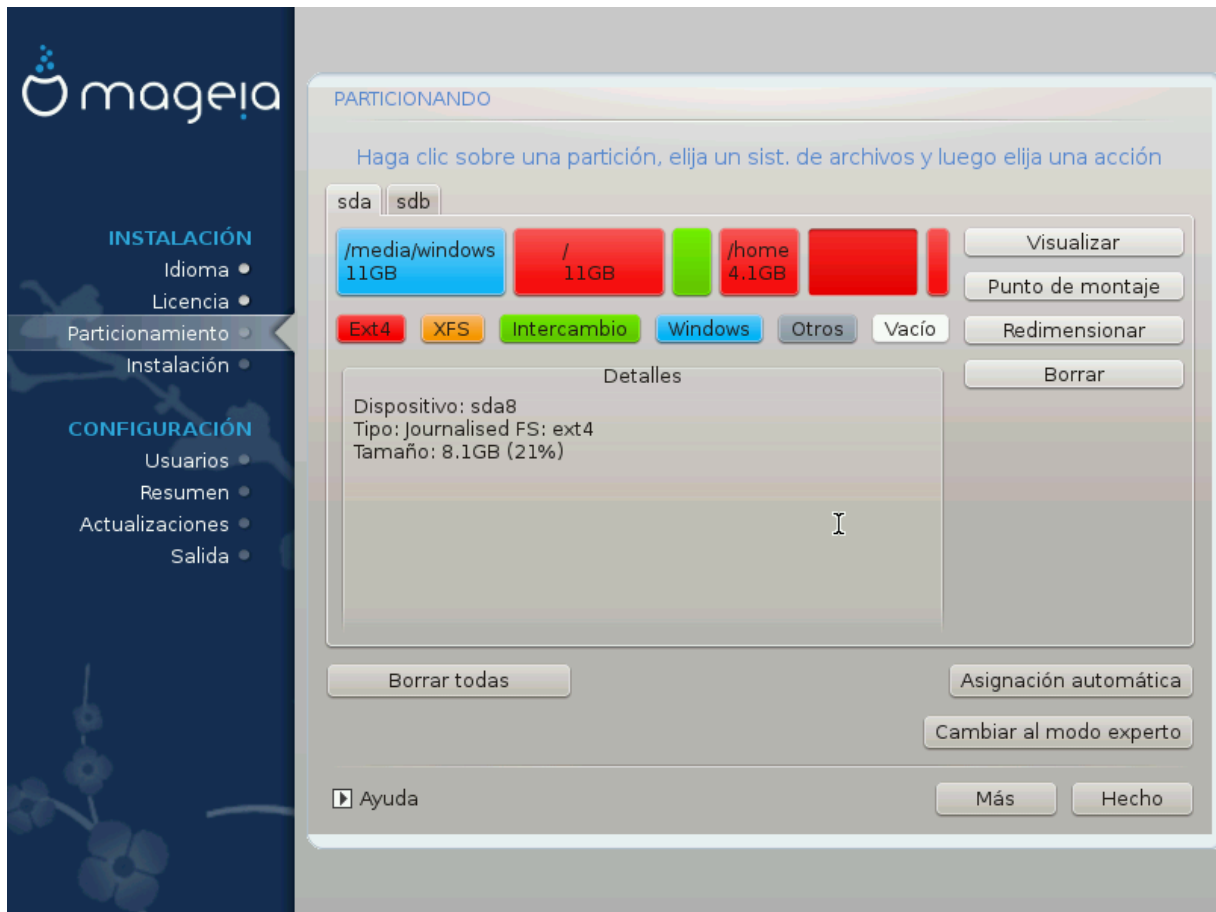 mageia
INSTALACIÓN
Idioma
Licencia
Particionamiento
Instalación
CONFIGURACIÓN
Usuarios
Resumen
Actualizaciones
Salida
PARTICIONANDO
Haga clic sobre una partición, elija un sist. de archivos y luego elija una acción
sda sdb
/media/windows
11GB
/
11GB
/home
4.1GB
Ext4 XFS Intercambio Windows Otros Vacío
Visualizar
Punto de montaje
Redimensionar
Borrar
Detalles
Dispositivo: sda8
Tipo: Journalised FS: ext4
Tamaño: 8.1GB (21%)
Borrar todas
Asignación automática
Cambiar al modo experto
Ayuda
Más
Hecho